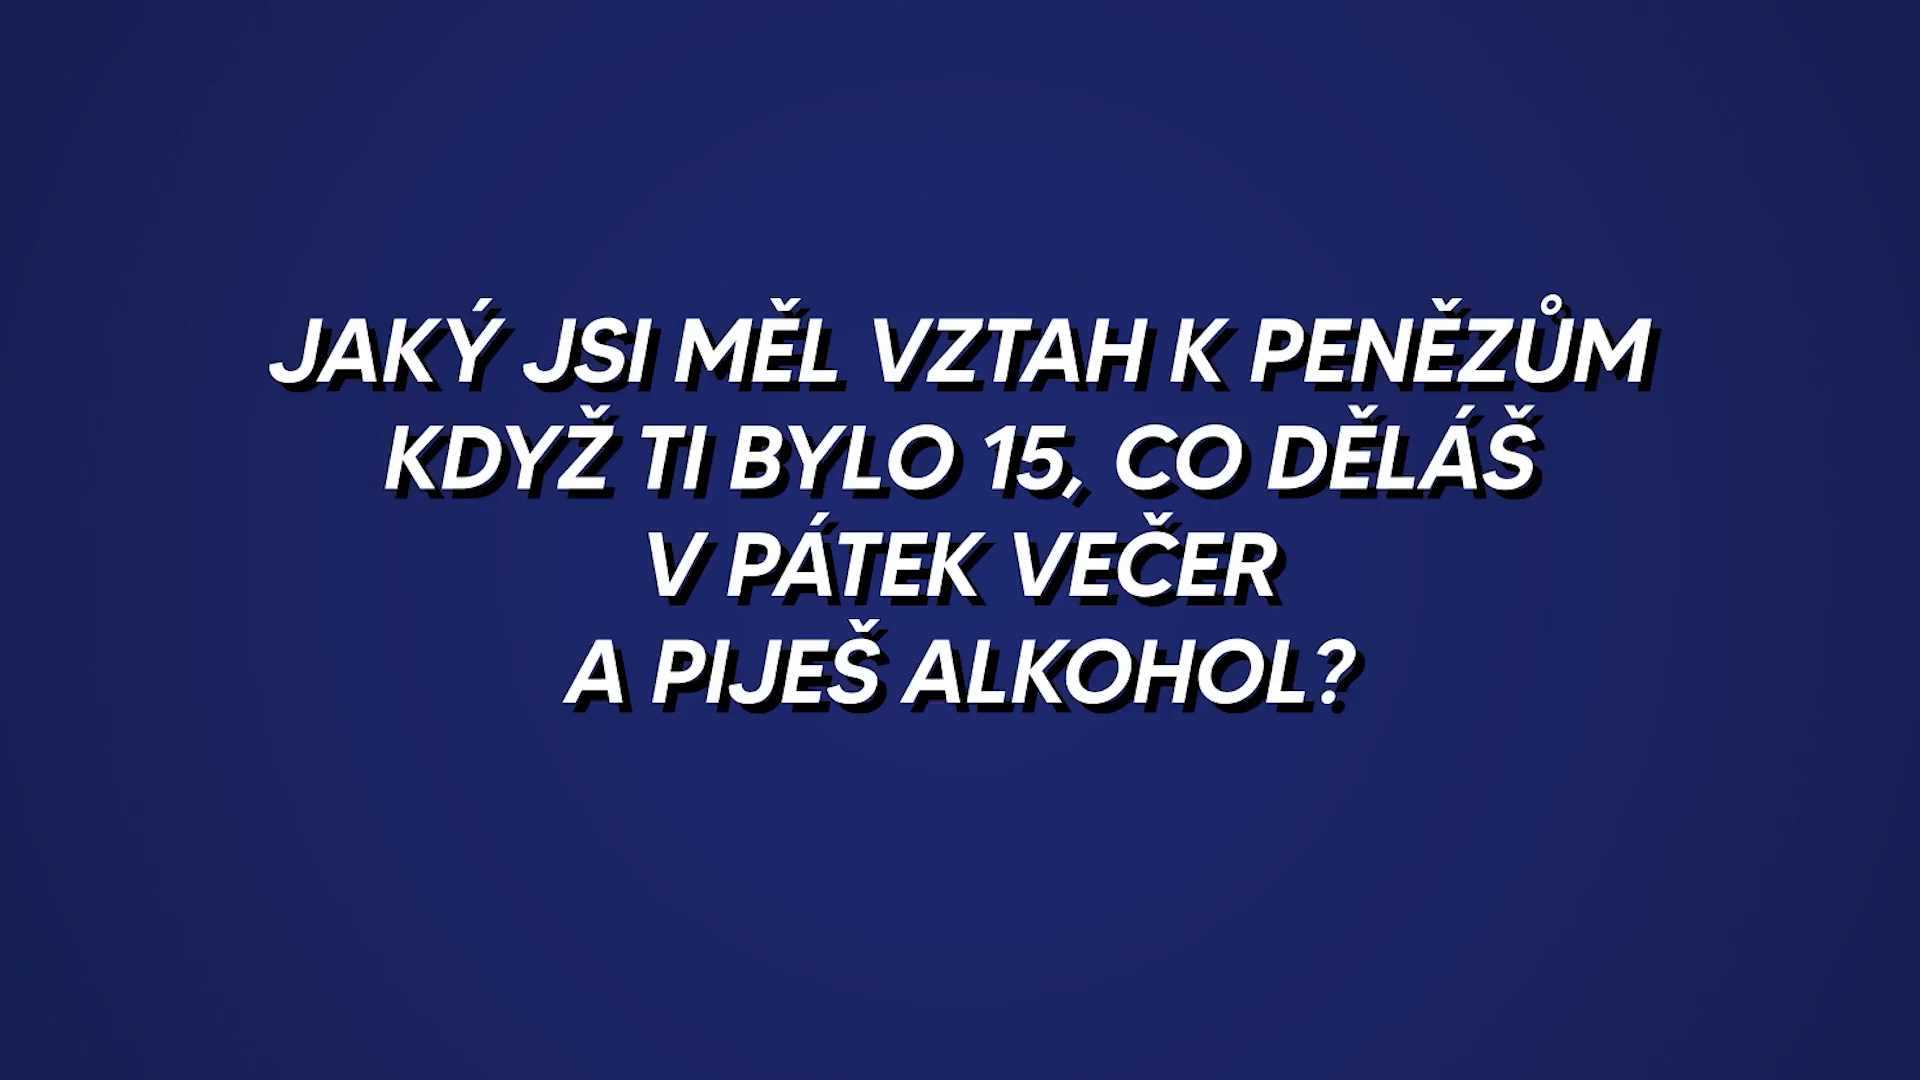 JAKÝ JSI MĚL VZTAH K PENĚZŮM
KDYŽ TI BYLO 15, CO DĚLÁŠ
V PÁTEK VEČER
A PIJEŠ ALKOHOL?